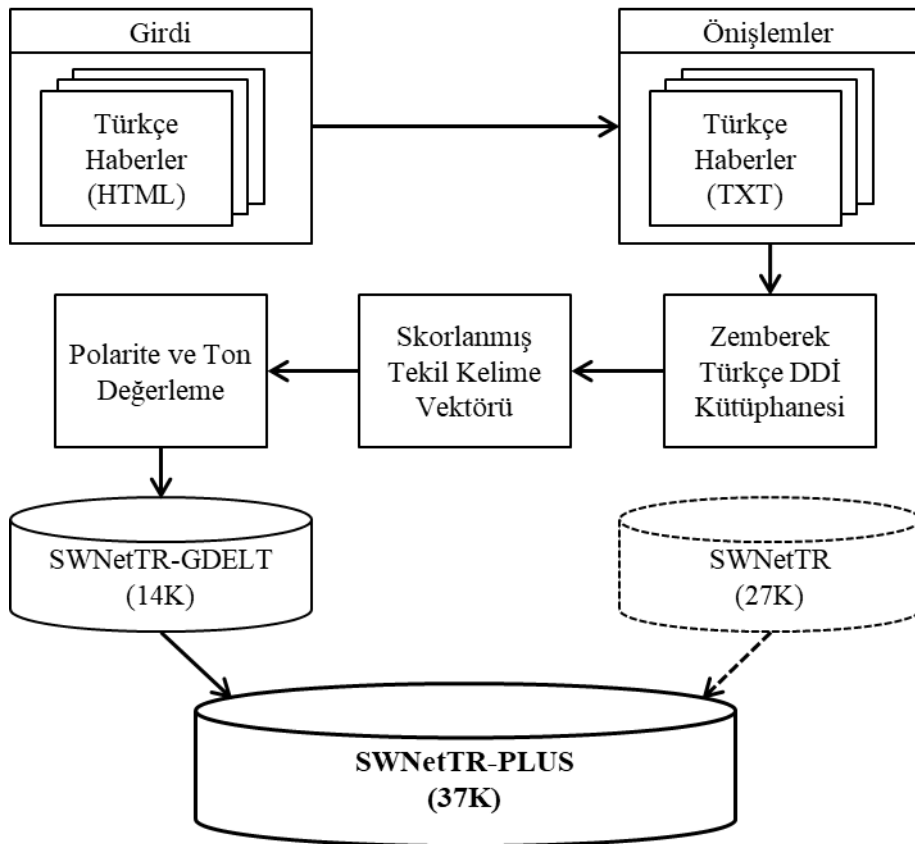 Girdi
Türkçe
Haberler
(HTML)
Önişlemler
Türkçe
Haberler
(TXT)
Zemberek
Türkçe DDİ
Kütüphanesi
Skorlanmış
Tekil Kelime
Vektörü
Polarite ve Ton
Değerleme
SWNetTR-GDELT
(14K)
SWNetTR
(27K)
SWNetTR-PLUS
(37K)